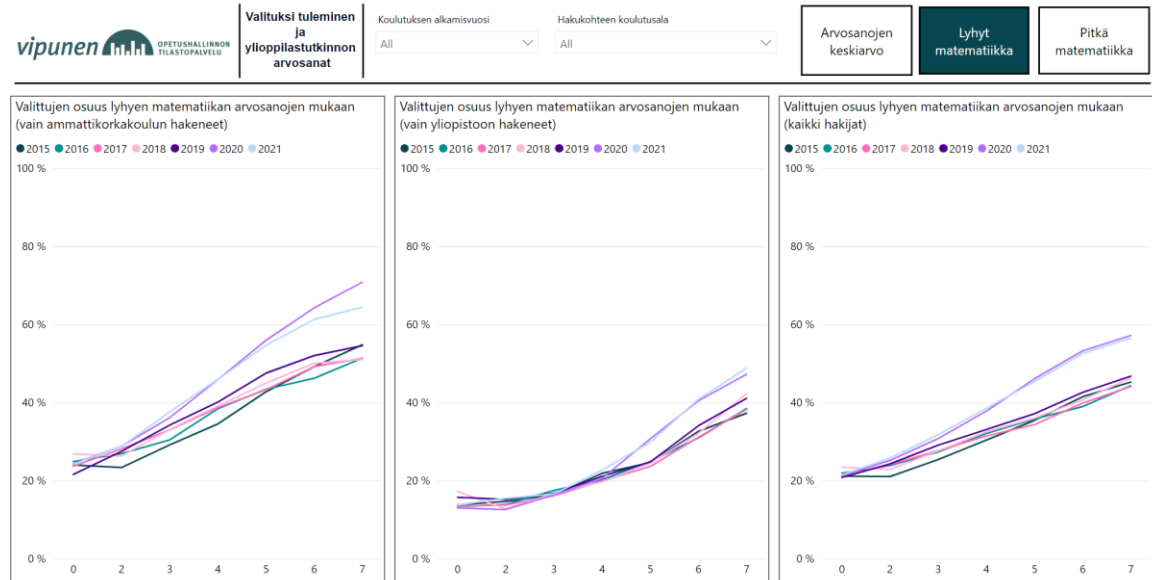 vipunen
OPETUSHALLINNON
TILASTOPALVELU
Valituksi tuleminen
ja
ylioppilastutkinnon
arvosanat
Koulutuksen alkamisvuosi
All
Hakukohteen koulutusala
All
Arvosanojen
keskiarvo
Lyhyt
matematiikka
Pitkä
matematiikka
Valittujen osuus lyhyen matematiikan arvosanojen mukaan
(vain ammattikorkakoulun hakeneet)
2015 2016 2017 2018 2019 2020 2021
100 %
80 %
60 %
40 %
20 %
0 %
0 2 3 4 5 6 7
Valittujen osuus lyhyen matematiikan arvosanojen mukaan
(vain yliopistoon hakeneet)
2015 2016 2017 2018 2019 2020 2021
100 %
80 %
60 %
40 %
20 %
0 %
0 2 3 4 5 6 7
Valittujen osuus lyhyen matematiikan arvosanojen mukaan
(kaikki hakijat)
2015 2016 2017 2018 2019 2020 2021
100 %
80 %
60 %
40 %
20 %
0 %
0 2 3 4 5 6 7